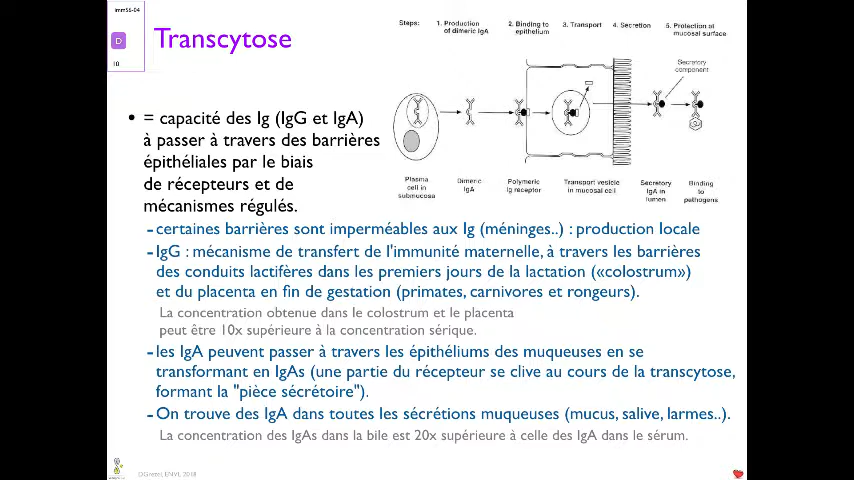 ImmS6-04
D
10
Transcytose
Steps: 1. Production of dimeric IgA
2. Binding to epithelium
3. Transport
4. Secretion
5. Protection at mucosal surface
Secretory component
Plasma cell in submucosa
Dimeric IgA
Polymeric Ig receptor
Transport vesicle in mucosal cell
Secretory IgA in lumen
Binding to pathogens
• = capacité des Ig (IgG et IgA)
à passer à travers des barrières
épithéliales par le biais
de récepteurs et de
mécanismes régulés.
-certaines barrières sont imperméables aux Ig (méninges..) : production locale
-IgG : mécanisme de transfert de l'immunité maternelle, à travers les barrières
des conduits lactifères dans les premiers jours de la lactation («colostrum»)
et du placenta en fin de gestation (primates, carnivores et rongeurs).
La concentration obtenue dans le colostrum et le placenta
peut être 10x supérieure à la concentration sérique.
-les IgA peuvent passer à travers les épithéliums des muqueuses en se
transformant en IgAs (une partie du récepteur se clive au cours de la transcytose,
formant la "pièce sécrétoire").
-On trouve des IgA dans toutes les sécrétions muqueuses (mucus, salive, larmes..).
La concentration des IgAs dans la bile est 20x supérieure à celle des IgA dans le sérum.
DGrezel, ENVL 2018